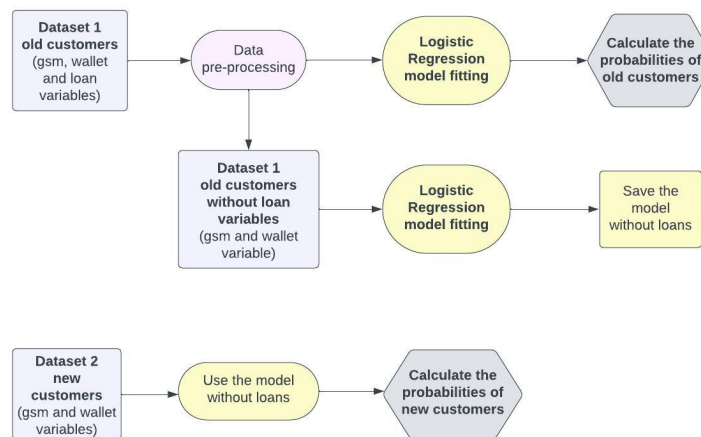 Dataset 1
old customers
(gsm, wallet
and loan
variables)
Data
pre-processing
Logistic
Regression
model fitting
Calculate the
probabilities of
old customers
Dataset 1
old customers
without loan
variables
(gsm and wallet
variable)
Logistic
Regression
model fitting
Save the
model
without loans
Dataset 2
new
customers
(gsm and wallet
variables)
Use the model
without loans
Calculate the
probabilities of
new customers